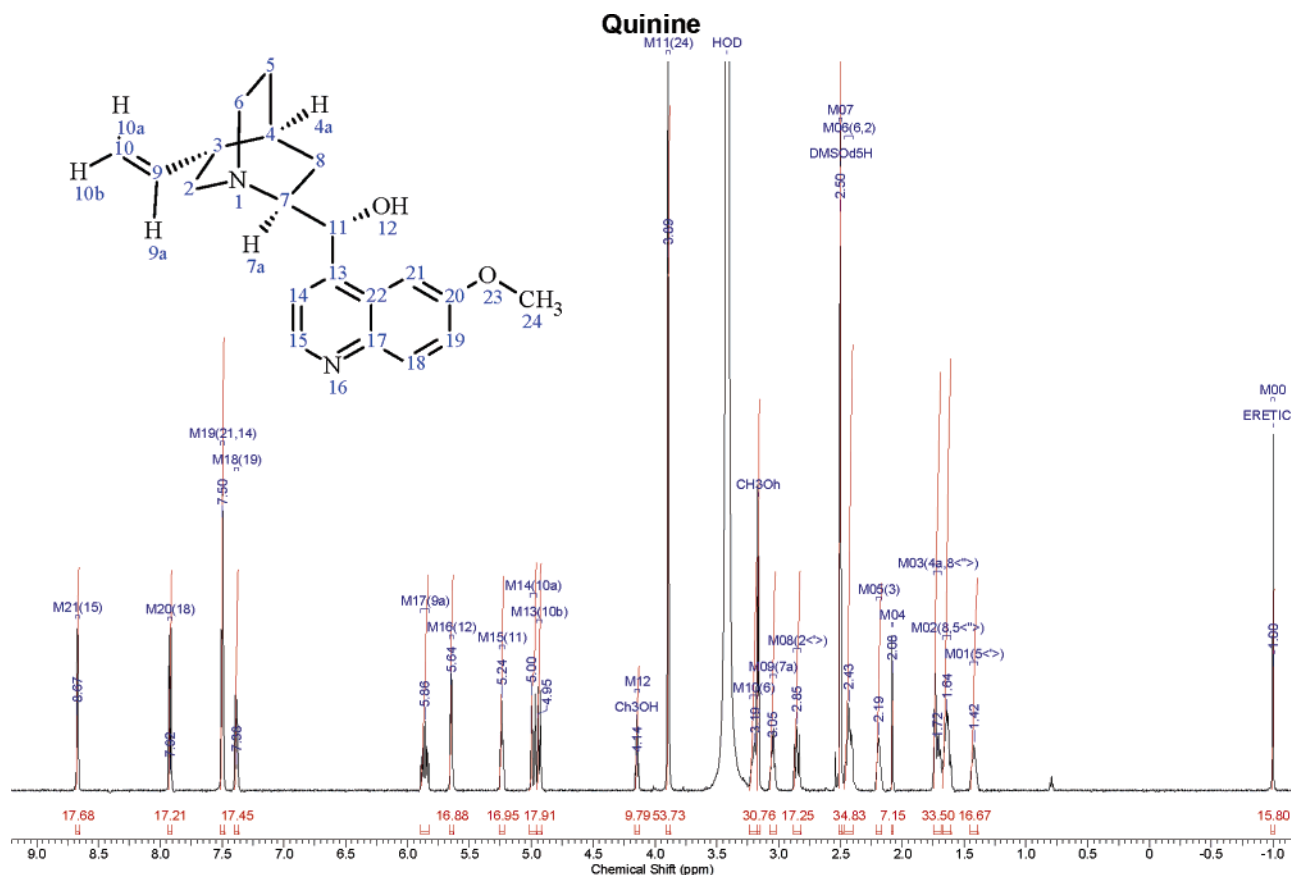 Quinine
M11(24)
HOD
5
H
6
4a
H
10a
4
10
3
8
H
9
10b
2
N
1
7
OH
12
11
H
9a
H
7a
13
21
O
23
CH3
24
14
22
20
15
17
19
N
16
18
M07
M06(6,2)
DMSOd5H
2.50
M00
ERETIC
M19(21,14)
M18(19)
7.50
CH3Oh
M21(15)
M20(18)
M17(9a)
M16(12)
M15(11)
M14(10a)
M13(10b)
M12
Ch3OH
M10(6)
M09(7a)
M08(2<'>)
M05(3)
M04
M03(4a,8<">)
M02(8,5<">)
M01(5<'>)
7.38
5.86
5.64
5.24
5.00
4.95
4.14
3.19
3.05
2.85
2.43
2.19
2.08
1.72
1.64
1.42
17.68 17.21 17.45 16.88 16.95 17.91 9.79 53.73 30.76 17.25 34.83 7.15 33.50 16.67 15.80
9.0 8.5 8.0 7.5 7.0 6.5 6.0 5.5 5.0 4.5 4.0 3.5 3.0 2.5 2.0 1.5 1.0 0.5 0 -0.5 -1.0
Chemical Shift (ppm)